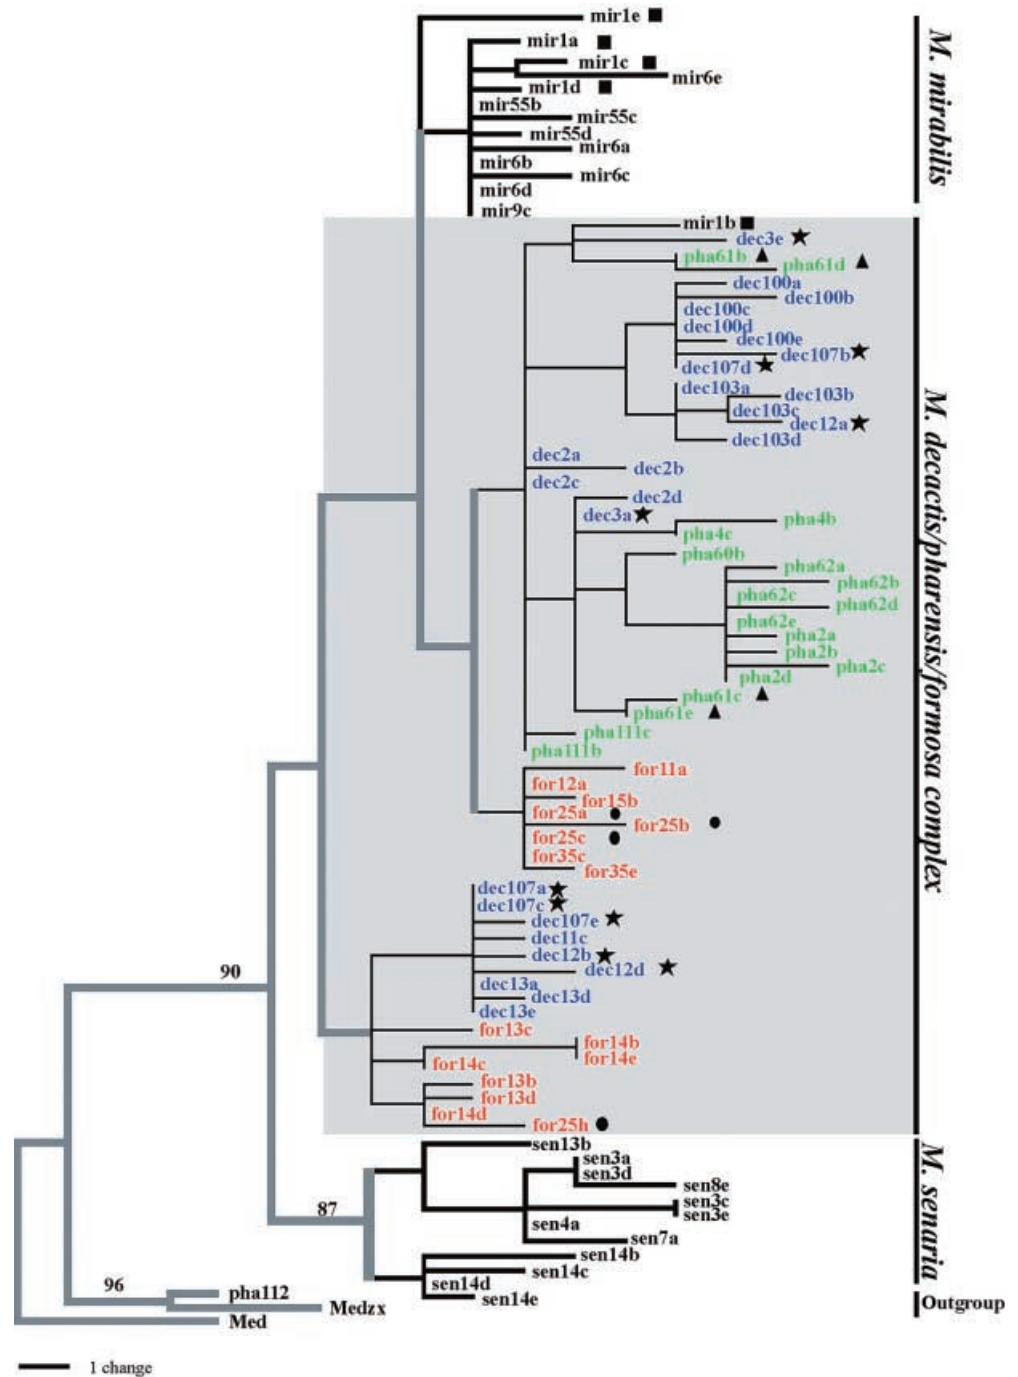 mir1e
mir1a
mir1c
mir6e
mir1d
mir55b
mir55c
mir55d
mir6a
mir6b
mir6c
mir6d
mir9c
M. mirabilis
mir1b
dec3e
pha61b
pha61d
dec100a
dec100b
dec100c
dec100d
dec100e
dec107b
dec107d
dec103a
dec103b
dec103c
dec12a
dec103d
dec2a
dec2b
dec2c
dec2d
dec3a
pha4b
pha4c
pha60b
pha62a
pha62b
pha62c
pha62d
pha62e
pha2a
pha2b
pha2c
pha2d
pha61c
pha61e
pha111c
pha111b
for11a
for12a
for15b
for25a
for25b
for25c
for35c
for35e
dec107a
dec107c
dec107e
dec11c
dec12b
dec12d
dec13a
dec13d
dec13e
for13c
for14b
for14e
for14c
for13b
for13d
for14d
for25h
M. decactis/pharensis/formosa complex
90
sen13b
sen3a
sen3d
sen8e
sen3c
sen3e
sen4a
sen7a
87
sen14b
sen14c
sen14d
sen14e
M. senaria
96
pha112
Medzx
Med
Outgroup
1 change